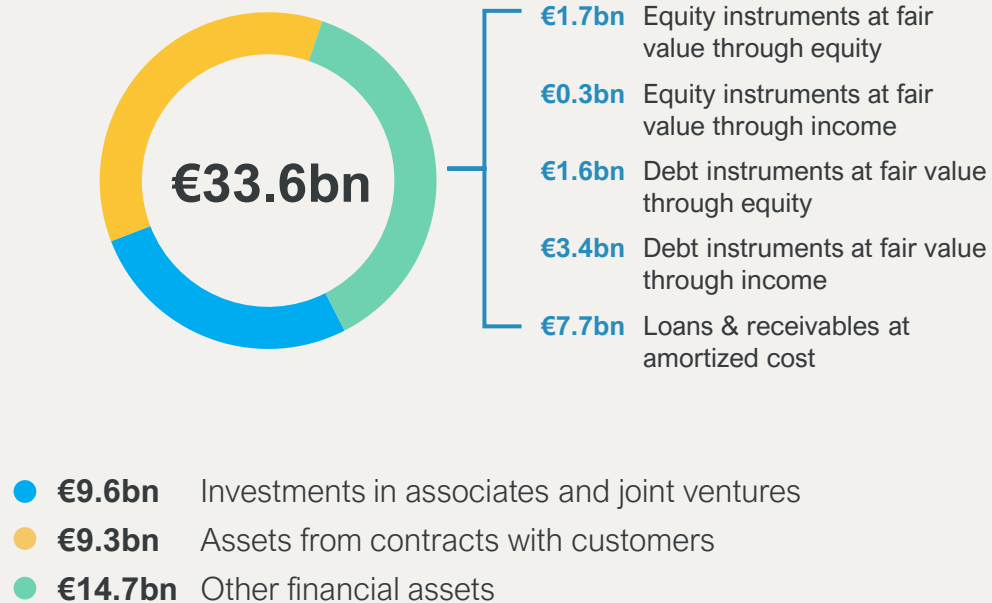 €33.6bn
€1.7bn Equity instruments at fair
value through equity
€0.3bn Equity instruments at fair
value through income
€1.6bn Debt instruments at fair value
through equity
€3.4bn Debt instruments at fair value
through income
€7.7bn Loans & receivables at
amortized cost
€9.6bn Investments in associates and joint ventures
€9.3bn Assets from contracts with customers
€14.7bn Other financial assets